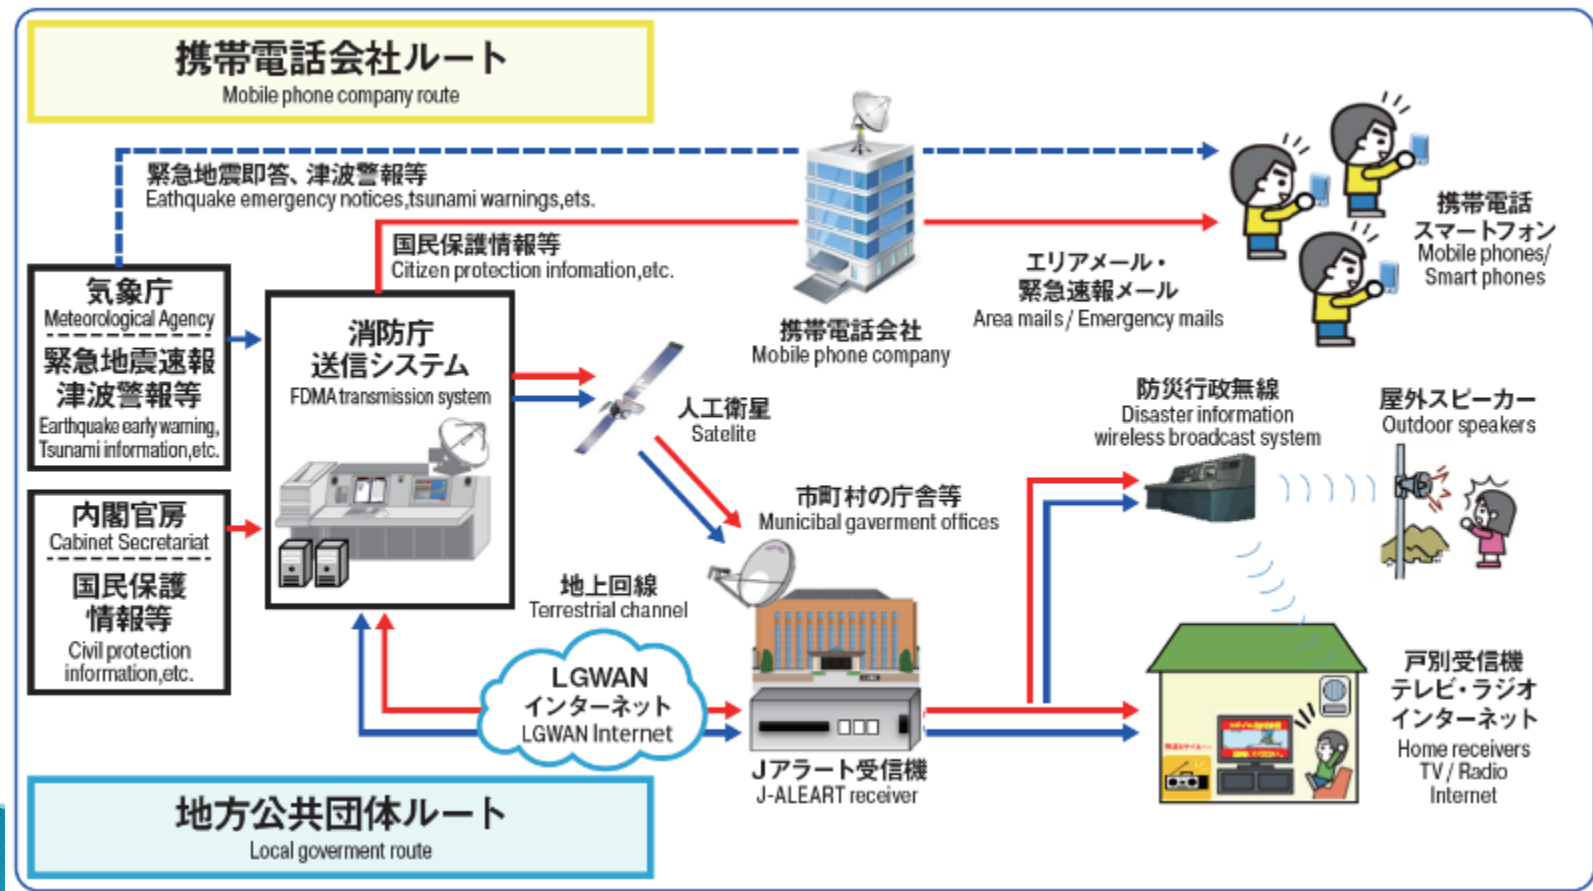 携帯電話会社ルート
Mobile phone company route
緊急地震即答、津波警報等
Eathquake emergency notices,tsunami warnings,ets.
国民保護情報等
Citizen protection infomation,etc.
気象庁
Meteorological Agency
緊急地震速報
津波警報等
Earthquake early warning,
Tsunami information,etc.
内閣官房
Cabinet Secretariat
国民保護
情報等
Civil protection
information,etc.
消防庁
送信システム
FDMA transmission system
人工衛星
Satelite
携帯電話会社
Mobile phone company
エリアメール・
緊急速報メール
Area mails / Emergency mails
携帯電話
スマートフォン
Mobile phones/
Smart phones
防災行政無線
Disaster information
wireless broadcast system
屋外スピーカー
Outdoor speakers
市町村の庁舎等
Municibal gaverment offices
地上回線
Terrestrial channel
LGWAN
インターネット
LGWAN Internet
Jアラート受信機
J-ALEART receiver
戸別受信機
テレビ・ラジオ
インターネット
Home receivers
TV / Radio
Internet
地方公共団体ルート
Local goverment route